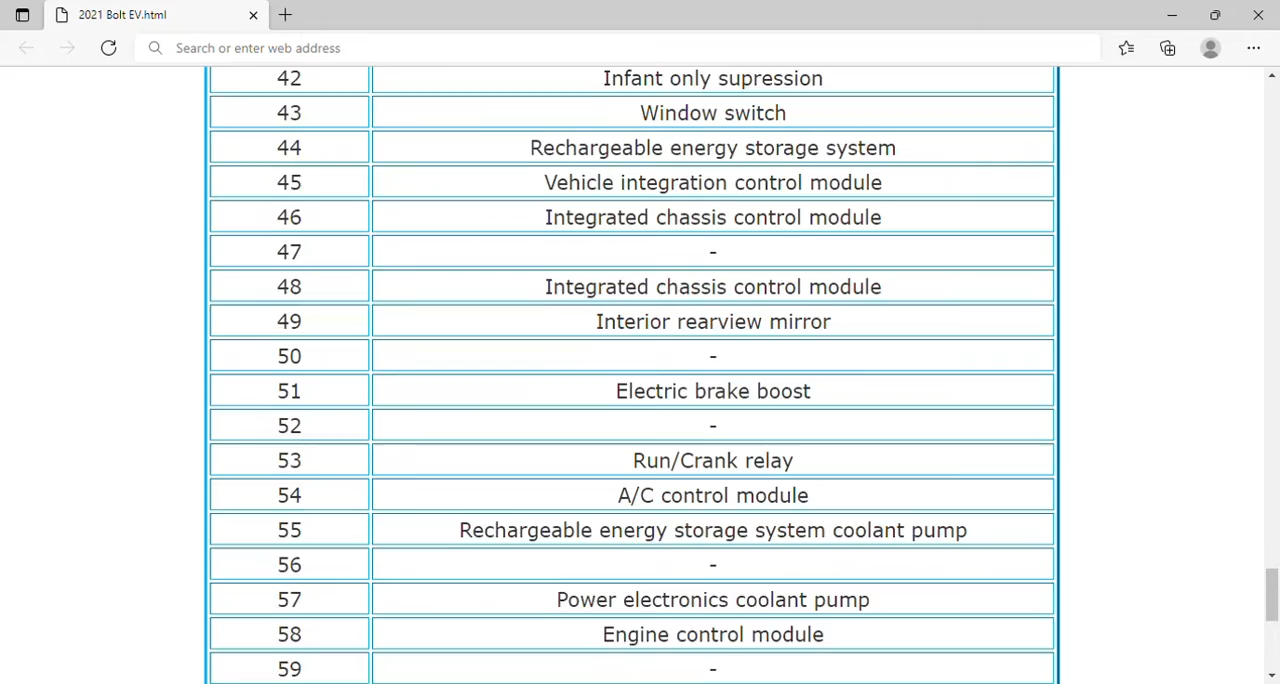 2021 Bolt EV.html
Search or enter web address
42 Infant only supression
43 Window switch
44 Rechargeable energy storage system
45 Vehicle integration control module
46 Integrated chassis control module
47 -
48 Integrated chassis control module
49 Interior rearview mirror
50 -
51 Electric brake boost
52 -
53 Run/Crank relay
54 A/C control module
55 Rechargeable energy storage system coolant pump
56 -
57 Power electronics coolant pump
58 Engine control module
59 -